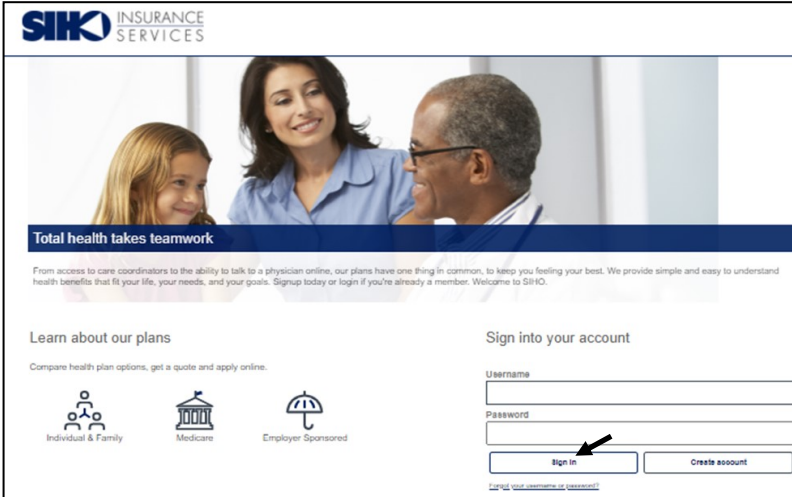 SIHO INSURANCE
SERVICES
Total health takes teamwork
From access to care coordinators to the ability to talk to a physician online, our plans have one thing in common, to keep you feeling your best. We provide simple and easy to understand
health benefits that fit your life, your needs, and your goals. Signup today or login if you're already a member. Welcome to SIHO.
Learn about our plans
Compare health plan options, get a quote and apply online.
Individual & Family
Medicare
Employer Sponsored
Sign into your account
Username
Password
Sign In
Create account
Forgot your username or password?